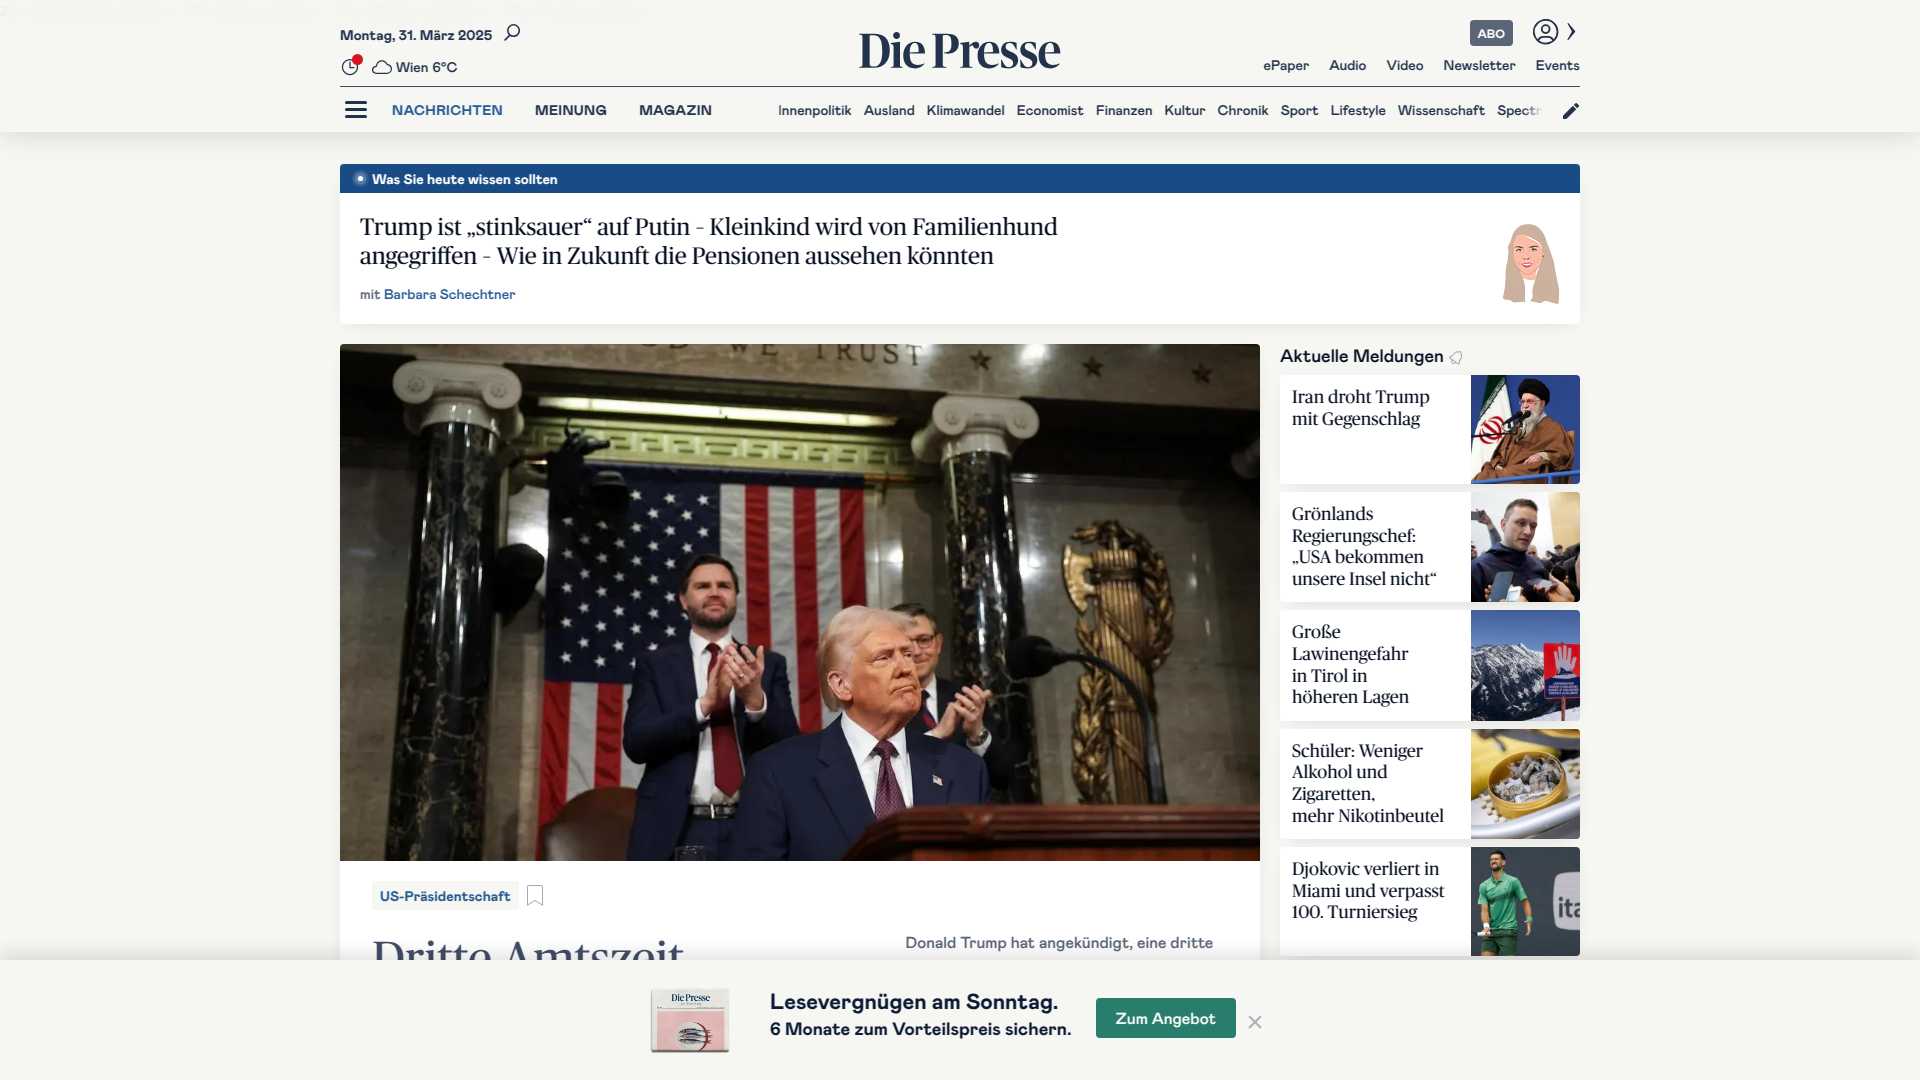 Montag, 31. März 2025
Wien 6°C
Die Presse
ABO
ePaper Audio Video Newsletter Events
NACHRICHTEN MEINUNG MAGAZIN
Innenpolitik Ausland Klimawandel Economist Finanzen Kultur Chronik Sport Lifestyle Wissenschaft Spectr
Was Sie heute wissen sollten
Trump ist „stinksauer“ auf Putin – Kleinkind wird von Familienhund
angegriffen – Wie in Zukunft die Pensionen aussehen könnten
mit Barbara Schechtner
WE TRUST
US-Präsidentschaft
Dritte Amtszeit
Donald Trump hat angekündigt, eine dritte
Aktuelle Meldungen
Iran droht Trump
mit Gegenschlag
Grönlands
Regierungschef:
„USA bekommen
unsere Insel nicht“
Große
Lawinengefahr
in Tirol in
höheren Lagen
Schüler: Weniger
Alkohol und
Zigaretten,
mehr Nikotinbeutel
Djokovic verliert in
Miami und verpasst
100. Turniersieg
ita
Die Presse
Lesevergnügen am Sonntag.
6 Monate zum Vorteilspreis sichern.
Zum Angebot